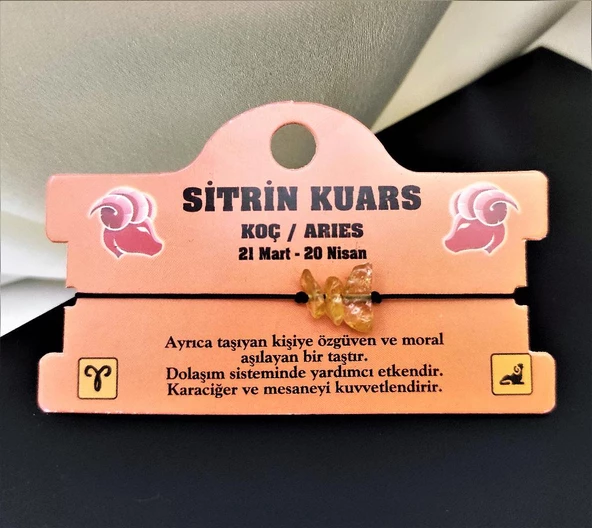 SİTRİN KUARS
KOÇ / ARIES
21 Mart - 20 Nisan
Ayrıca taşıyan kişiye özgüven ve moral
aşılayan bir taştır.
Dolaşım sisteminde yardımcı etkendir.
Karaciğer ve mesaneyi kuvvetlendirir.